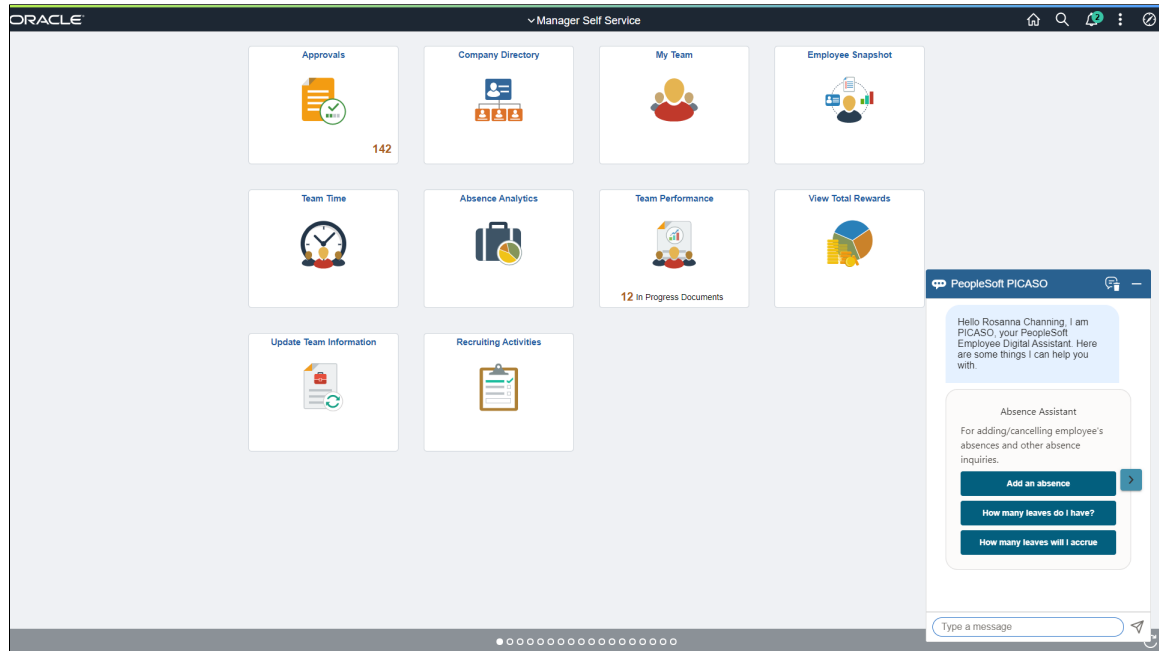 ORACLE
Manager Self Service
2
Approvals
142
Company Directory
My Team
Employee Snapshot
Team Time
Absence Analytics
Team Performance
12 In Progress Documents
View Total Rewards
Update Team Information
Recruiting Activities
PeopleSoft PICASO
Hello Rosanna Channing, I am
PICASO, your PeopleSoft
Employee Digital Assistant. Here
are some things I can help you
with.
Absence Assistant
For adding/cancelling employee's
absences and other absence
inquiries.
Add an absence
How many leaves do I have?
How many leaves will I accrue
Type a message